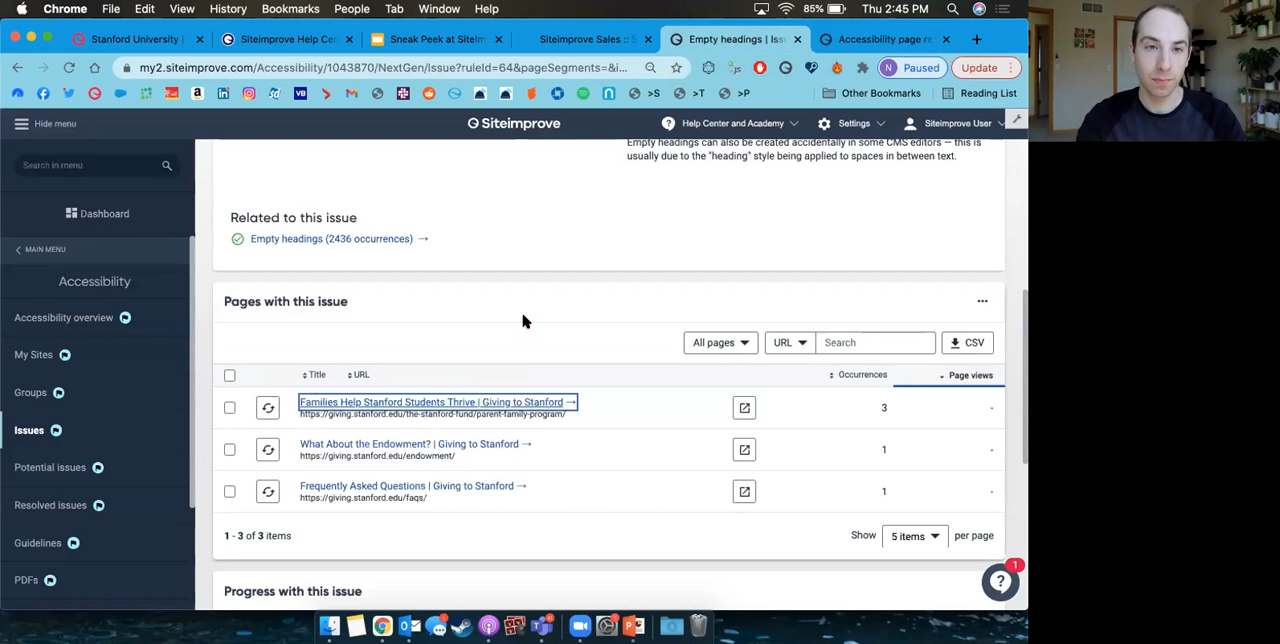 Chrome File Edit View History Bookmarks People Tab Window Help 85% Thu 2:45 PM
Stanford University | Siteimprove Help Cen Sneak Peek at SiteIm Siteimprove Sales :: S Empty headings | Iss Accessibility page re
my2.siteimprove.com/Accessibility/1043870/NextGen/Issue?ruleId=64&pageSegments=&i... N Paused Update
VB >S >T >P Other Bookmarks Reading List
Hide menu Siteimprove Help Center and Academy Settings Siteimprove User
Empty headings can also be created accidentally in some CMS editors — this
is usually due to the "heading" style being applied to spaces in between text.
Search in menu
Dashboard
MAIN MENU
Accessibility
Accessibility overview
My Sites
Groups
Issues
Potential issues
Resolved issues
Guidelines
PDFs
Related to this issue
Empty headings (2436 occurrences) →
Pages with this issue
All pages URL Search CSV
Title URL Occurrences Page views
Families Help Stanford Students Thrive | Giving to Stanford →
https://giving.stanford.edu/the-stanford-fund/parent-family-program/
3 -
What About the Endowment? | Giving to Stanford →
https://giving.stanford.edu/endowment/
1 -
Frequently Asked Questions | Giving to Stanford →
https://giving.stanford.edu/faqs/
1 -
1 - 3 of 3 items Show 5 items per page
Progress with this issue
1